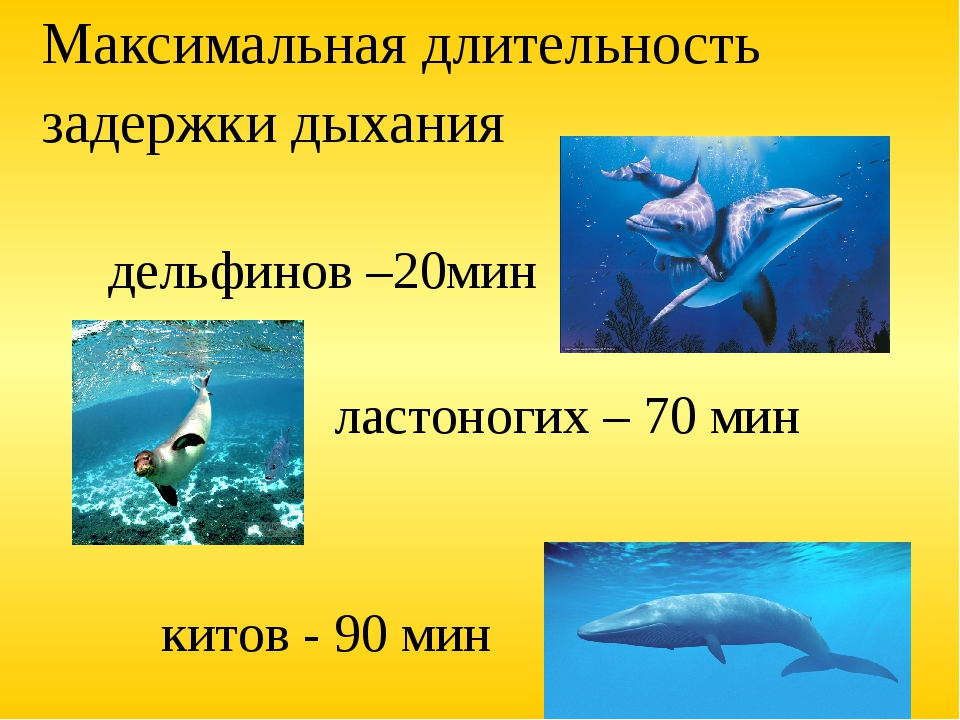 Максимальная длительность
задержки дыхания
дельфинов –20мин
ластоногих – 70 мин
китов - 90 мин